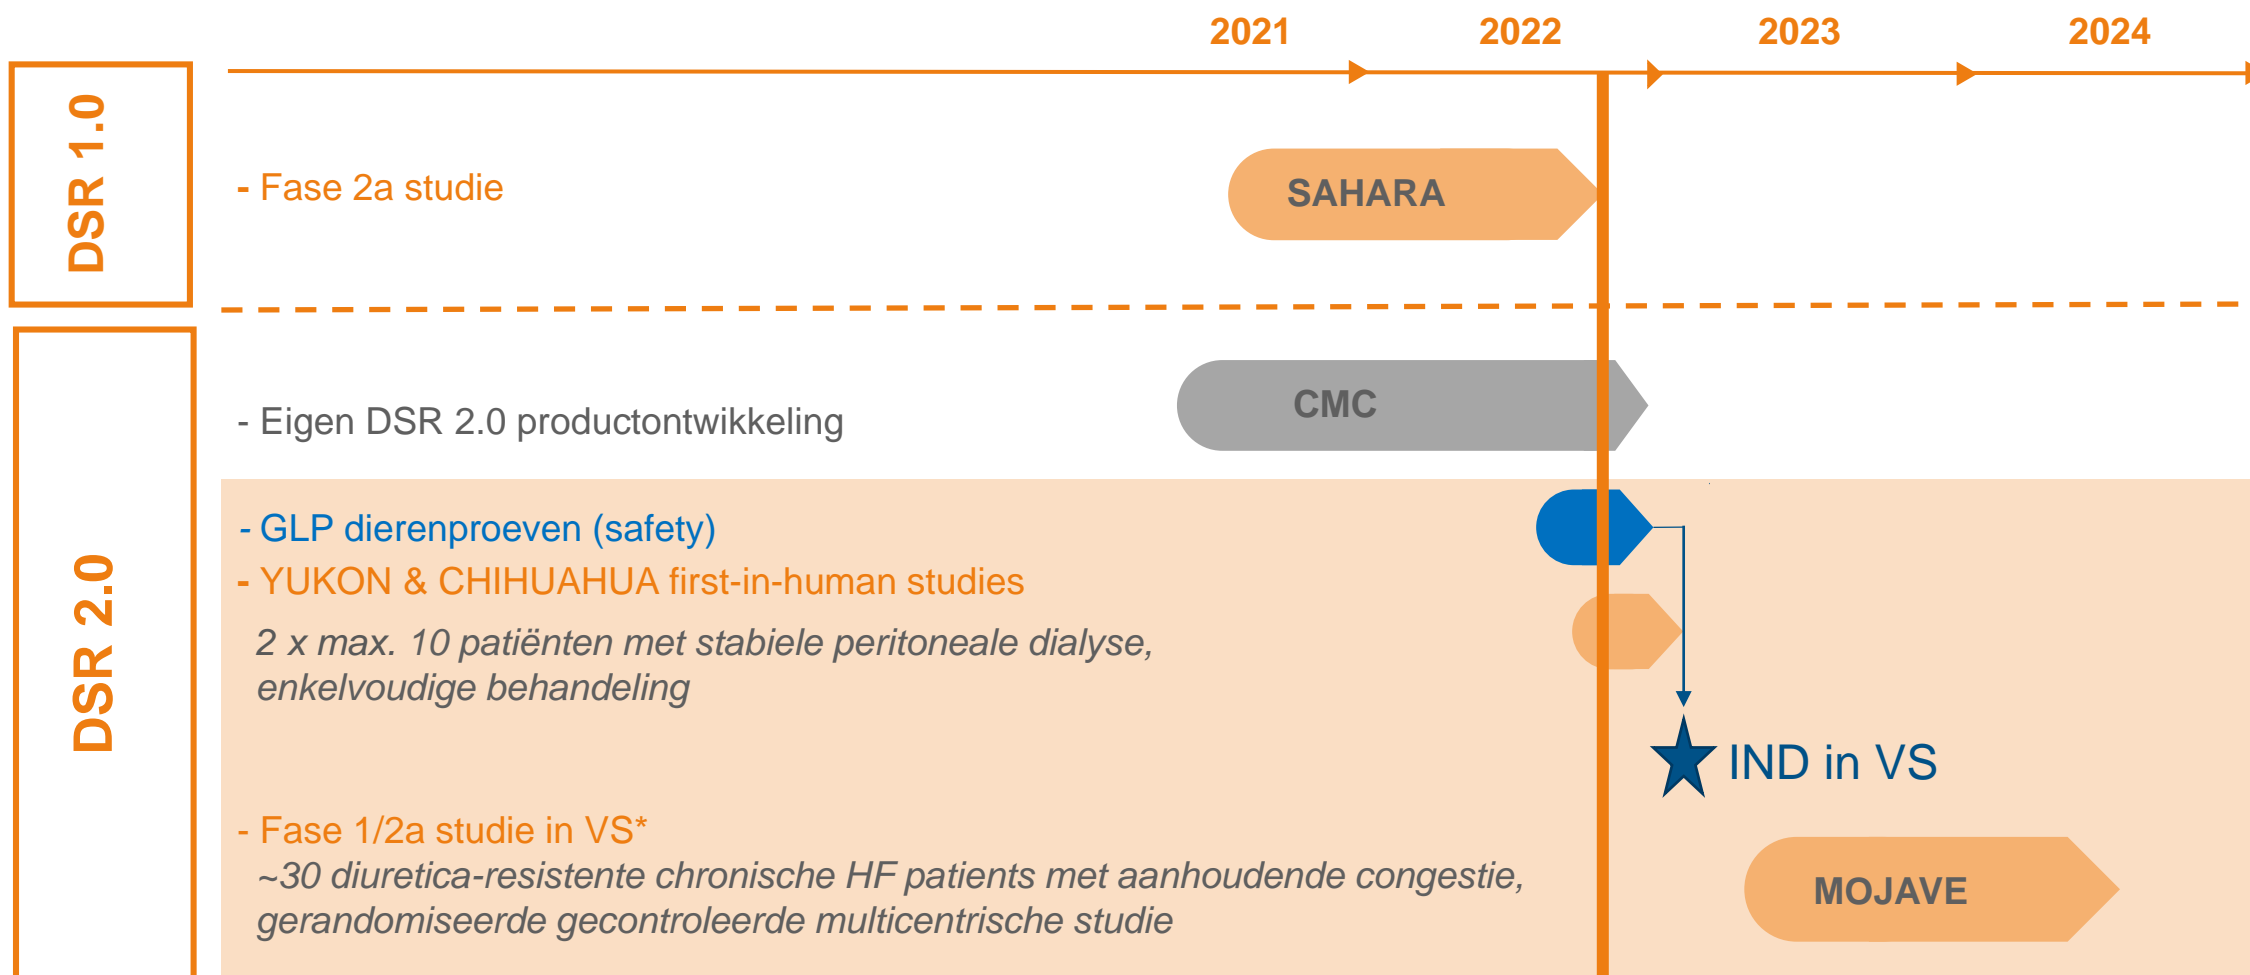 2021 2022 2023 2024
DSR 1.0
- Fase 2a studie
SAHARA
DSR 2.0
- Eigen DSR 2.0 productontwikkeling
CMC
- GLP dierenproeven (safety)
- YUKON & CHIHUAHUA first-in-human studies
2 x max. 10 patiënten met stabiele peritoneale dialyse,
enkelvoudige behandeling
IND in VS
- Fase 1/2a studie in VS*
~30 diuretica-resistente chronische HF patients met aanhoudende congestie,
gerandomiseerde gecontroleerde multicentrische studie
MOJAVE